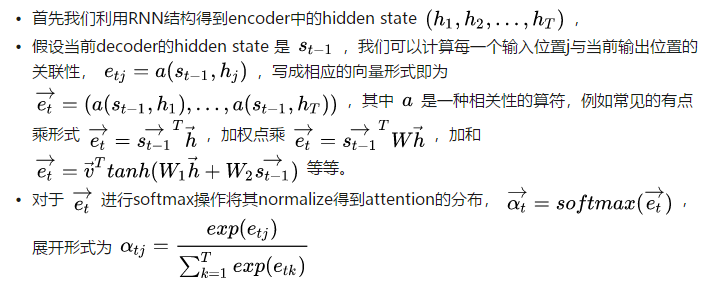 • 首先我们利用RNN结构得到encoder中的hidden state $(h_1, h_2, \ldots, h_T)$ ，
• 假设当前decoder的hidden state 是 $s_{t-1}$ ，我们可以计算每一个输入位置j与当前输出位置的
关联性， $e_{tj} = a(s_{t-1}, h_j)$ ，写成相应的向量形式即为
$\overrightarrow{e_t} = (a(s_{t-1}, h_1), \ldots, a(s_{t-1}, h_T))$ ，其中 $a$ 是一种相关性的算符，例如常见的有点
乘形式 $\overrightarrow{e_t} = \overrightarrow{s_{t-1}}^T \overrightarrow{h}$ ，加权点乘 $\overrightarrow{e_t} = \overrightarrow{s_{t-1}}^T W \overrightarrow{h}$ ，加和
$\overrightarrow{e_t} = \overrightarrow{v}^T tanh(W_1 \overrightarrow{h} + W_2 \overrightarrow{s_{t-1}})$ 等等。
• 对于 $\overrightarrow{e_t}$ 进行softmax操作将其normalize得到attention的分布， $\overrightarrow{\alpha_t} = softmax(\overrightarrow{e_t})$ ，
展开形式为 $\alpha_{tj} = \frac{exp(e_{tj})}{\sum_{k=1}^{T} exp(e_{tk})}$